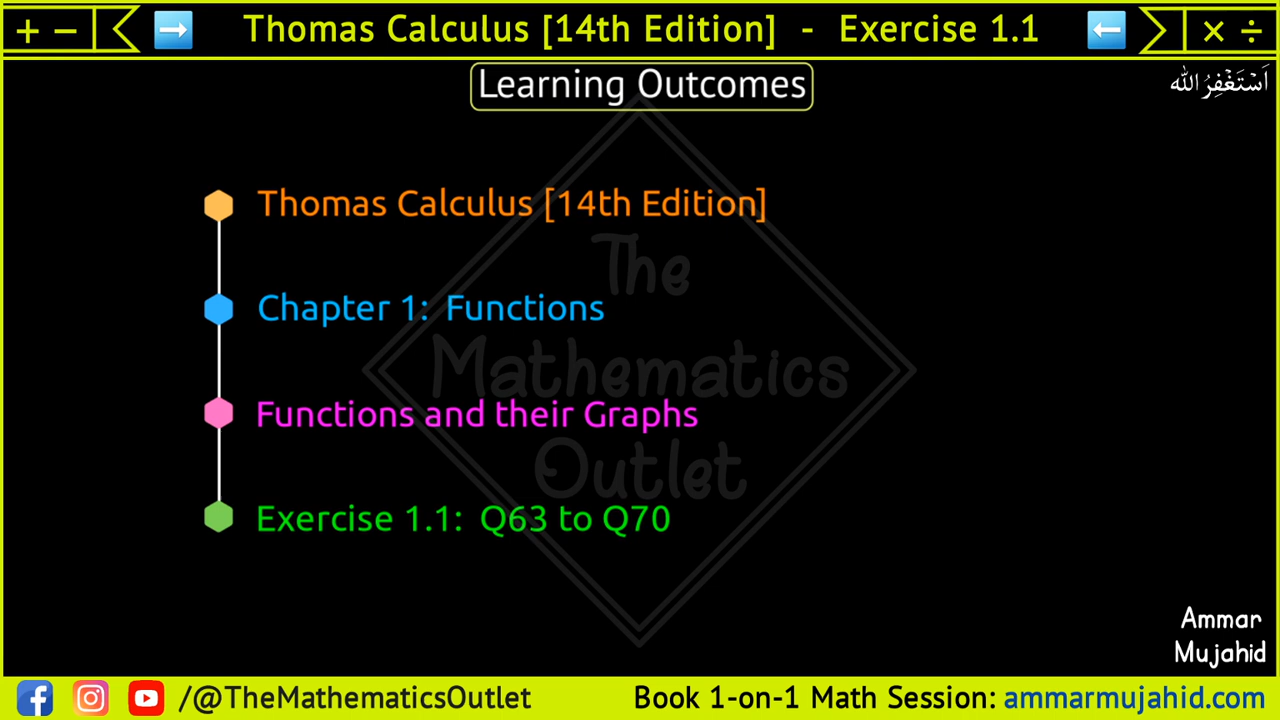 + − Thomas Calculus [14th Edition] - Exercise 1.1 × ÷
Learning Outcomes
اَسْتَغْفِرُ اللّٰه
Thomas Calculus [14th Edition]
Chapter 1: Functions
Functions and their Graphs
Exercise 1.1: Q63 to Q70
The
Mathematics
Outlet
Ammar
Mujahid
/@TheMathematicsOutlet
Book 1-on-1 Math Session: ammarmujahid.com